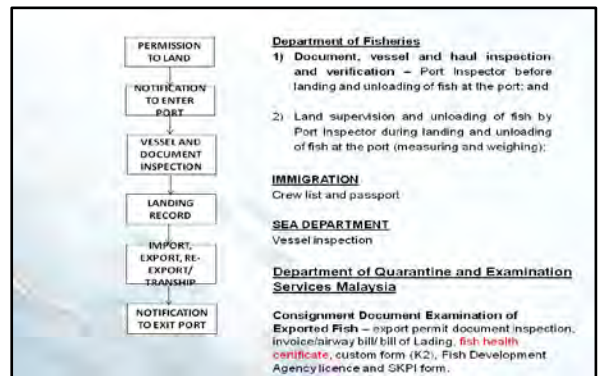 PERMISSION
TO LAND
NOTIFICATION
TO ENTER
PORT
VESSEL AND
DOCUMENT
INSPECTION
LANDING
RECORD
IMPORT,
EXPORT, RE-
EXPORT/
TRANSHIP
NOTIFICATION
TO EXIT PORT
Department of Fisheries
1) Document, vessel and haul inspection
and verification – Port Inspector before
landing and unloading of fish at the port; and
2) Land supervision and unloading of fish by
Port Inspector during landing and unloading
of fish at the port (measuring and weighing);
IMMIGRATION
Crew list and passport
SEA DEPARTMENT
Vessel inspection
Department of Quarantine and Examination
Services Malaysia
Consignment Document Examination of
Exported Fish – export permit document inspection,
invoice/airway bill/ bill of Lading, fish health
certificate, custom form (K2), Fish Development
Agency licence and SKPI form.